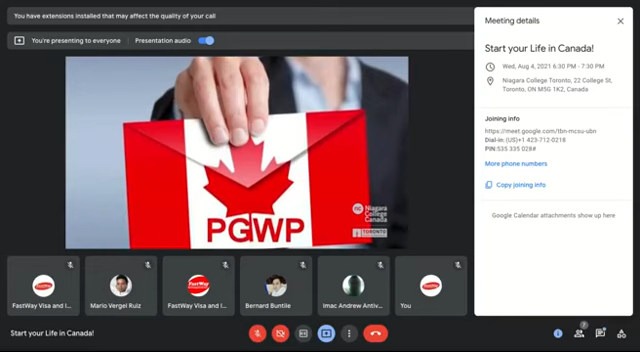 You have extensions installed that may affect the quality of your call
You're presenting to everyone
Presentation audio
PGWP
nc
Niagara
College
Canada
TORONTO
FastWay Visa and I...
Mario Vergel Ruiz
FastWay Visa and I...
Bernard Buntile
Imac Andrew Antiv...
You
Start your Life in Canada!
7
Meeting details
Start your Life in Canada!
Wed, Aug 4, 2021 6:30 PM - 7:30 PM
Niagara College Toronto, 22 College St,
Toronto, ON M5G 1K2, Canada
Joining info
https://meet.google.com/tbn-mcsu-ubn
Dial-in: (US)+1 423-712-0218
PIN:535 335 028#
More phone numbers
Copy joining info
Google Calendar attachments show up here